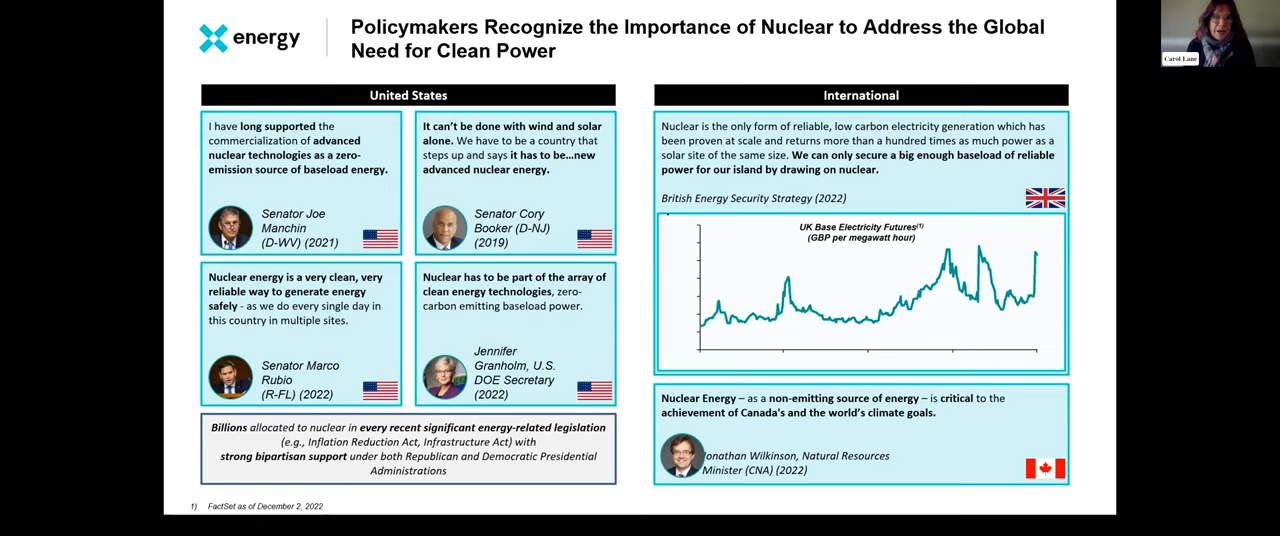 energy
Policymakers Recognize the Importance of Nuclear to Address the Global
Need for Clean Power
Carol Lane
United States
I have long supported the
commercialization of advanced
nuclear technologies as a zero-
emission source of baseload energy.
Senator Joe
Manchin
(D-WV) (2021)
It can't be done with wind and solar
alone. We have to be a country that
steps up and says it has to be...new
advanced nuclear energy.
Senator Cory
Booker (D-NJ)
(2019)
Nuclear energy is a very clean, very
reliable way to generate energy
safely - as we do every single day in
this country in multiple sites.
Senator Marco
Rubio
(R-FL) (2022)
Nuclear has to be part of the array of
clean energy technologies, zero-
carbon emitting baseload power.
Jennifer
Granholm, U.S.
DOE Secretary
(2022)
Billions allocated to nuclear in every recent significant energy-related legislation
(e.g., Inflation Reduction Act, Infrastructure Act) with
strong bipartisan support under both Republican and Democratic Presidential
Administrations
International
Nuclear is the only form of reliable, low carbon electricity generation which has
been proven at scale and returns more than a hundred times as much power as a
solar site of the same size. We can only secure a big enough baseload of reliable
power for our island by drawing on nuclear.
British Energy Security Strategy (2022)
UK Base Electricity Futures(1)
(GBP per megawatt hour)
Nuclear Energy – as a non-emitting source of energy – is critical to the
achievement of Canada's and the world's climate goals.
Jonathan Wilkinson, Natural Resources
Minister (CNA) (2022)
1) FactSet as of December 2, 2022